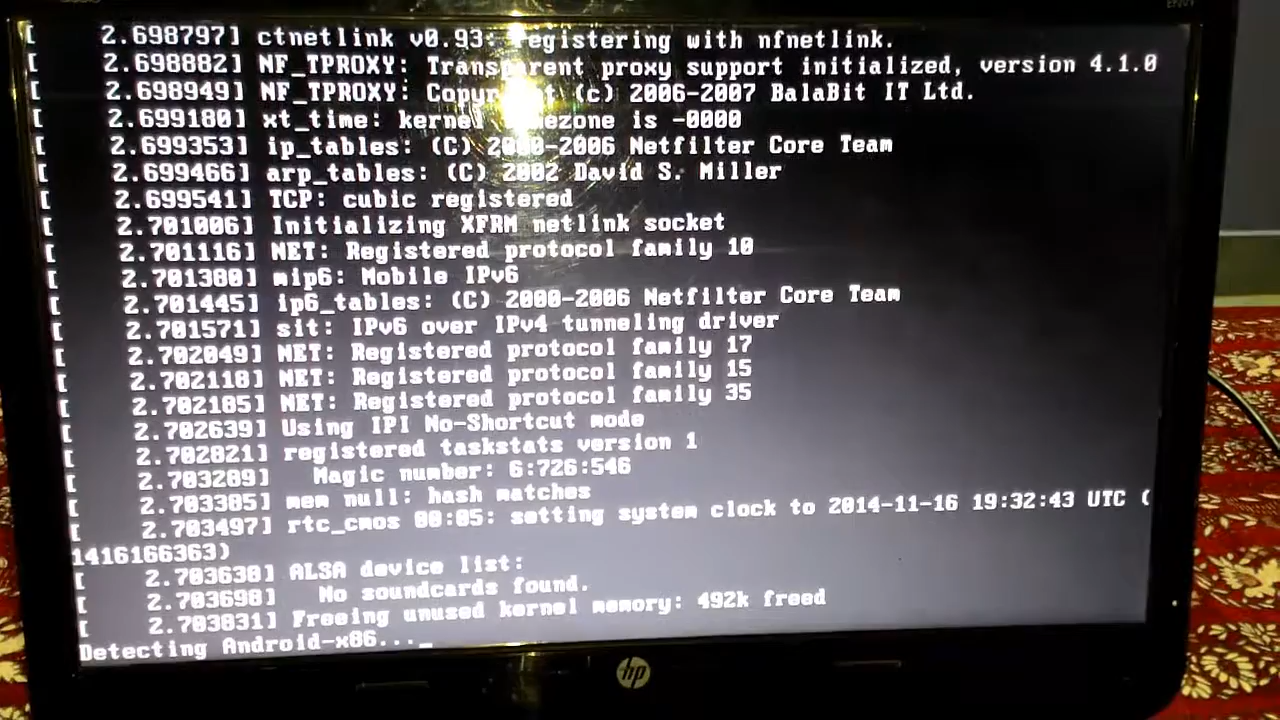 [    2.698797] ctnetlink v0.93: registering with nfnetlink.
[    2.698882] NF_TPROXY: Transparent proxy support initialized, version 4.1.0
[    2.698949] NF_TPROXY: Copyright (c) 2006-2007 BalaBit IT Ltd.
[    2.699180] xt_time: kernel timezone is -0000
[    2.699353] ip_tables: (C) 2000-2006 Netfilter Core Team
[    2.699466] arp_tables: (C) 2002 David S. Miller
[    2.699541] TCP: cubic registered
[    2.701006] Initializing XFRM netlink socket
[    2.701116] NET: Registered protocol family 10
[    2.701380] mip6: Mobile IPv6
[    2.701445] ip6_tables: (C) 2000-2006 Netfilter Core Team
[    2.701571] sit: IPv6 over IPv4 tunneling driver
[    2.702049] NET: Registered protocol family 17
[    2.702118] NET: Registered protocol family 15
[    2.702185] NET: Registered protocol family 35
[    2.702639] Using IPI No-Shortcut mode
[    2.702821] registered taskstats version 1
[    2.703289]   Magic number: 6:726:546
[    2.703385] mem null: hash matches
[    2.703497] rtc_cmos 00:05: setting system clock to 2014-11-16 19:32:43 UTC (
1416166363)
[    2.703630] ALSA device list:
[    2.703698]   No soundcards found.
[    2.703831] Freeing unused kernel memory: 492k freed
Detecting Android-x86..._
hp